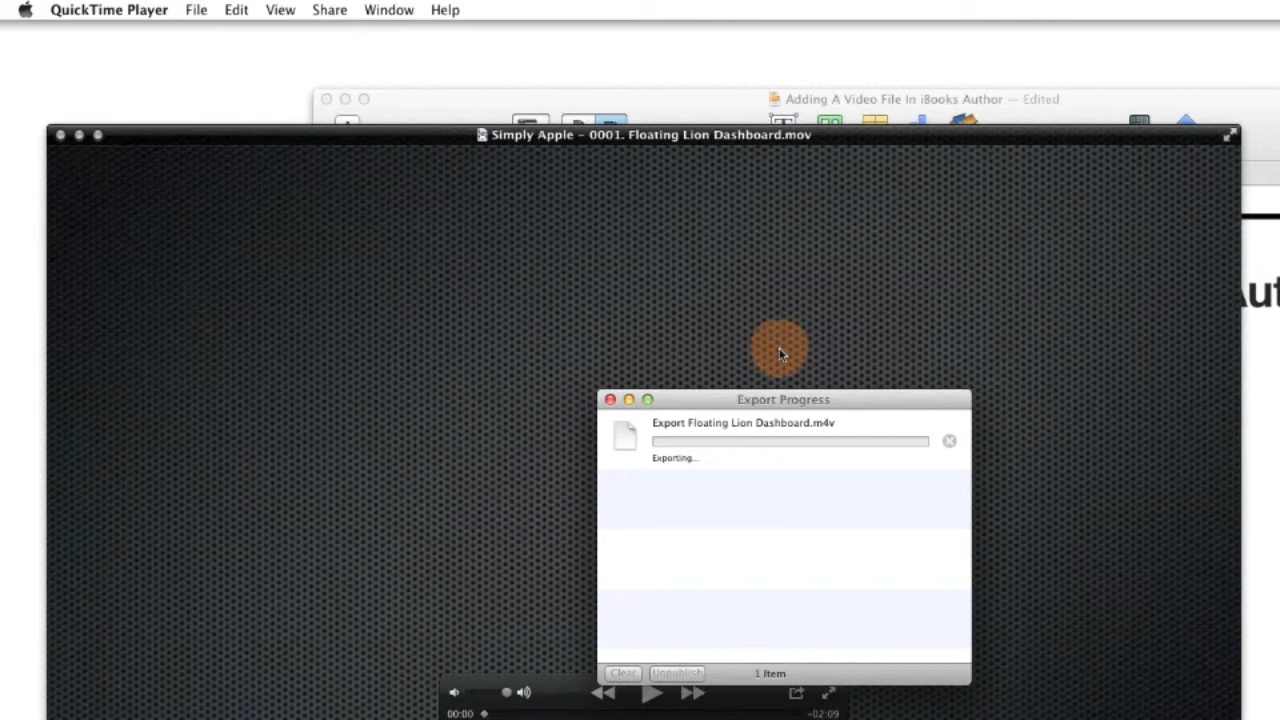 QuickTime Player File Edit View Share Window Help
Adding A Video File In iBooks Author — Edited
Simply Apple – 0001. Floating Lion Dashboard.mov
Export Progress
Export Floating Lion Dashboard.m4v
Exporting...
Clear Unpublish 1 Item
00:00 -02:09